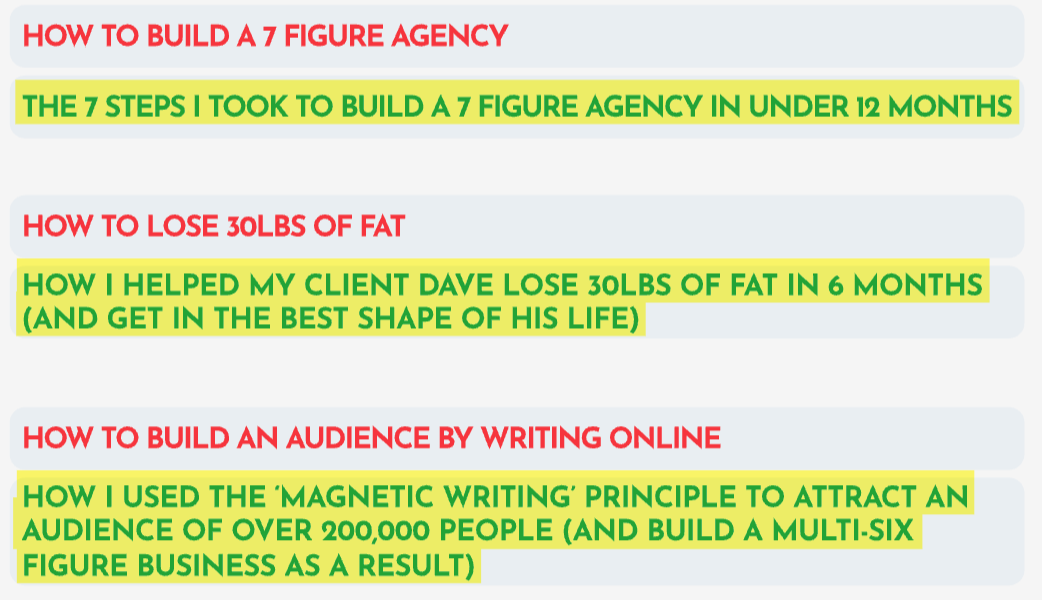 HOW TO BUILD A 7 FIGURE AGENCY
THE 7 STEPS I TOOK TO BUILD A 7 FIGURE AGENCY IN UNDER 12 MONTHS
HOW TO LOSE 30LBS OF FAT
HOW I HELPED MY CLIENT DAVE LOSE 30LBS OF FAT IN 6 MONTHS
(AND GET IN THE BEST SHAPE OF HIS LIFE)
HOW TO BUILD AN AUDIENCE BY WRITING ONLINE
HOW I USED THE ‘MAGNETIC WRITING’ PRINCIPLE TO ATTRACT AN
AUDIENCE OF OVER 200,000 PEOPLE (AND BUILD A MULTI-SIX
FIGURE BUSINESS AS A RESULT)